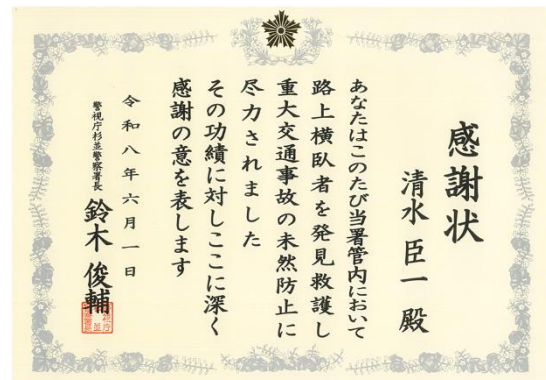 感謝状
清水臣一殿
あなたはこのたび当署管内において
路上横臥者を発見救護し
重大交通事故の未然防止に
尽力されました
その功績に対しここに深く
感謝の意を表します
令和八年六月一日
警視庁杉並警察署長
鈴木俊輔